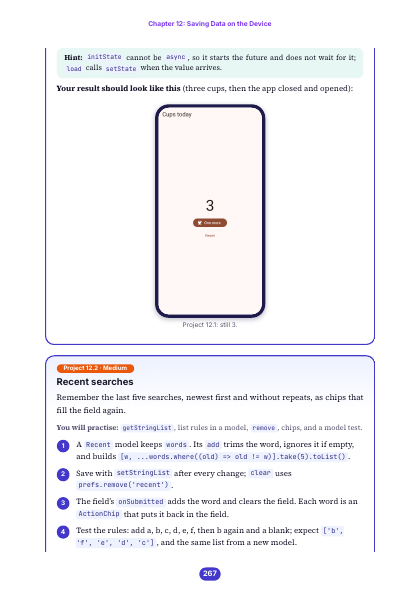 Chapter 12: Saving Data on the Device
Hint: initState cannot be async, so it starts the future and does not wait for it;
load calls setState when the value arrives.
Your result should look like this (three cups, then the app closed and opened):
Cups today
3
One more
Reset
Project 12.1: still 3.
Project 12.2 · Medium
Recent searches
Remember the last five searches, newest first and without repeats, as chips that
fill the field again.
You will practise: getStringList, list rules in a model, remove, chips, and a model test.
1 A Recent model keeps words. Its add trims the word, ignores it if empty,
and builds [w, ...words.where((old) => old != w)].take(5).toList().
2 Save with setStringList after every change; clear uses
prefs.remove('recent').
3 The field's onSubmitted adds the word and clears the field. Each word is an
ActionChip that puts it back in the field.
4 Test the rules: add a, b, c, d, e, f, then b again and a blank; expect ['b',
'f', 'e', 'd', 'c'], and the same list from a new model.
267